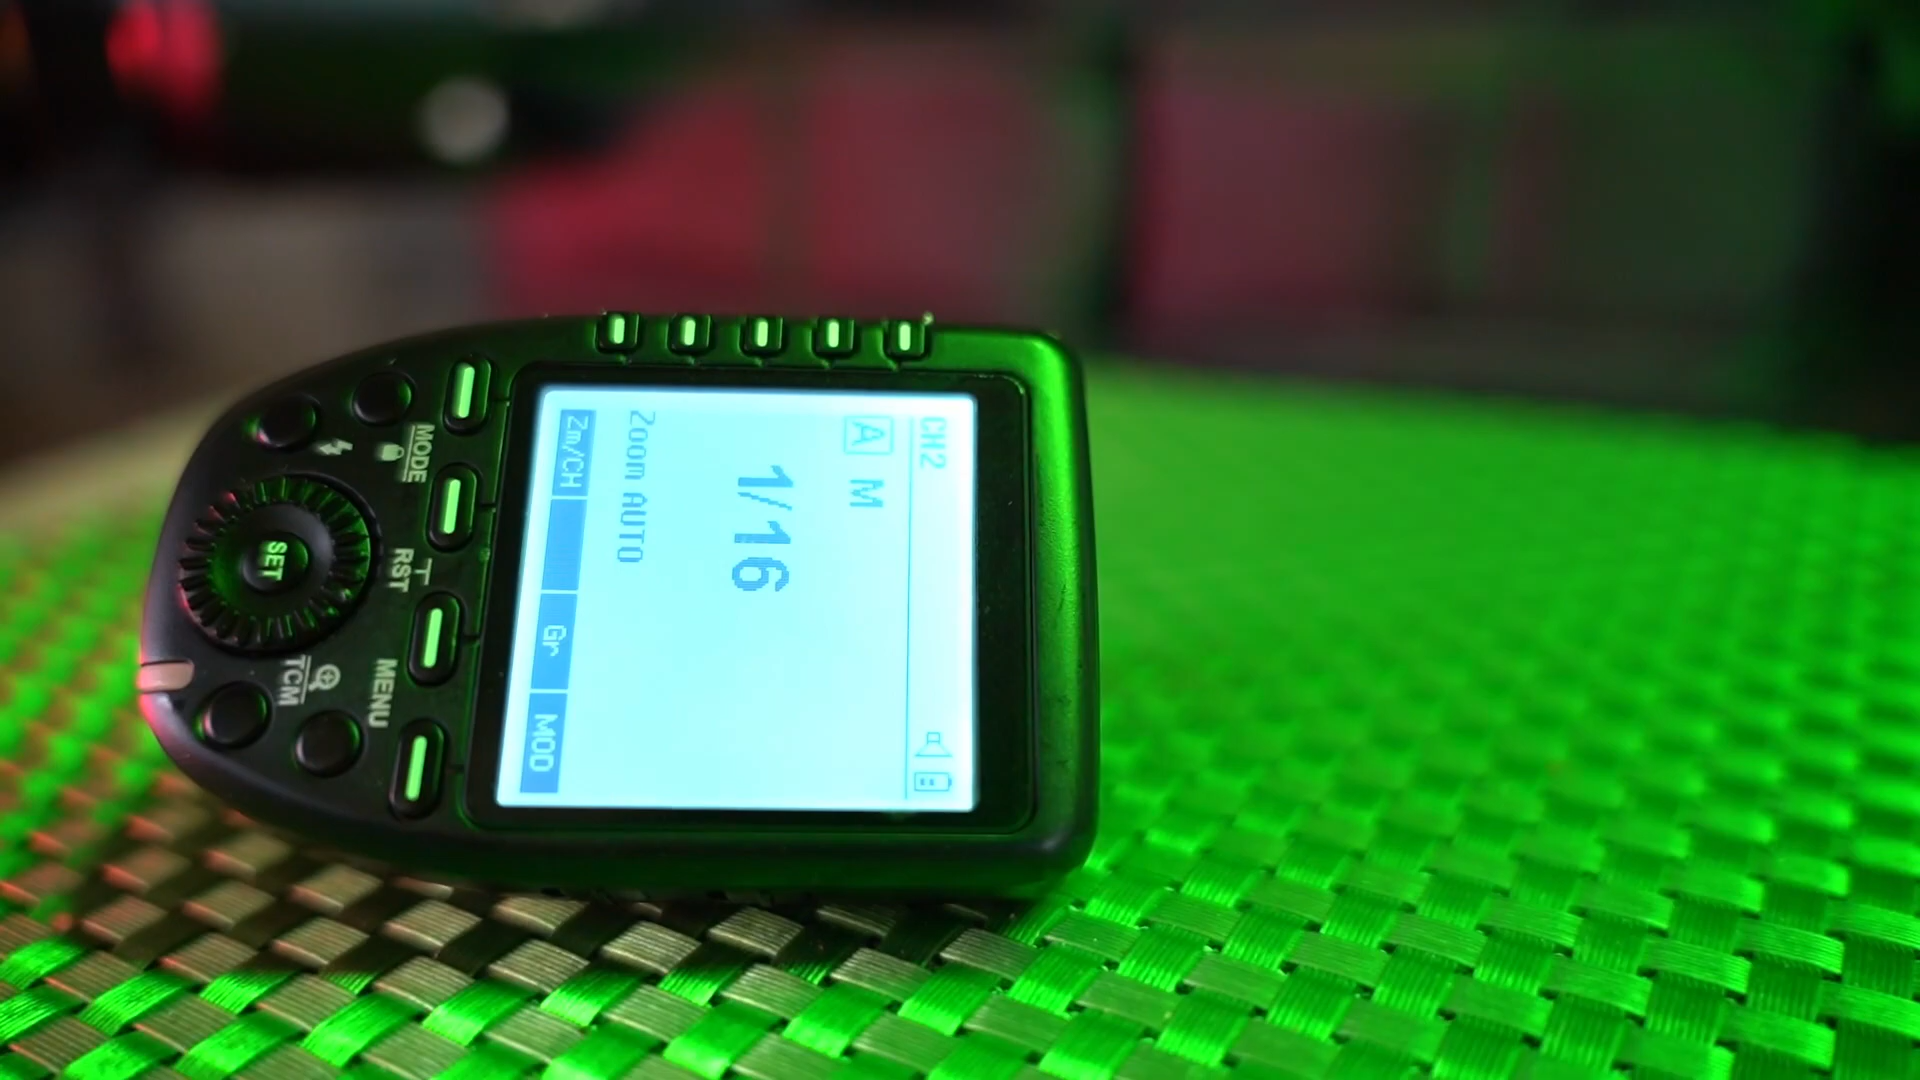 CH2
A M
1/16
Zoom AUTO
Zm/CH Gr MOD
MODE
RST
MENU
TCM
SET